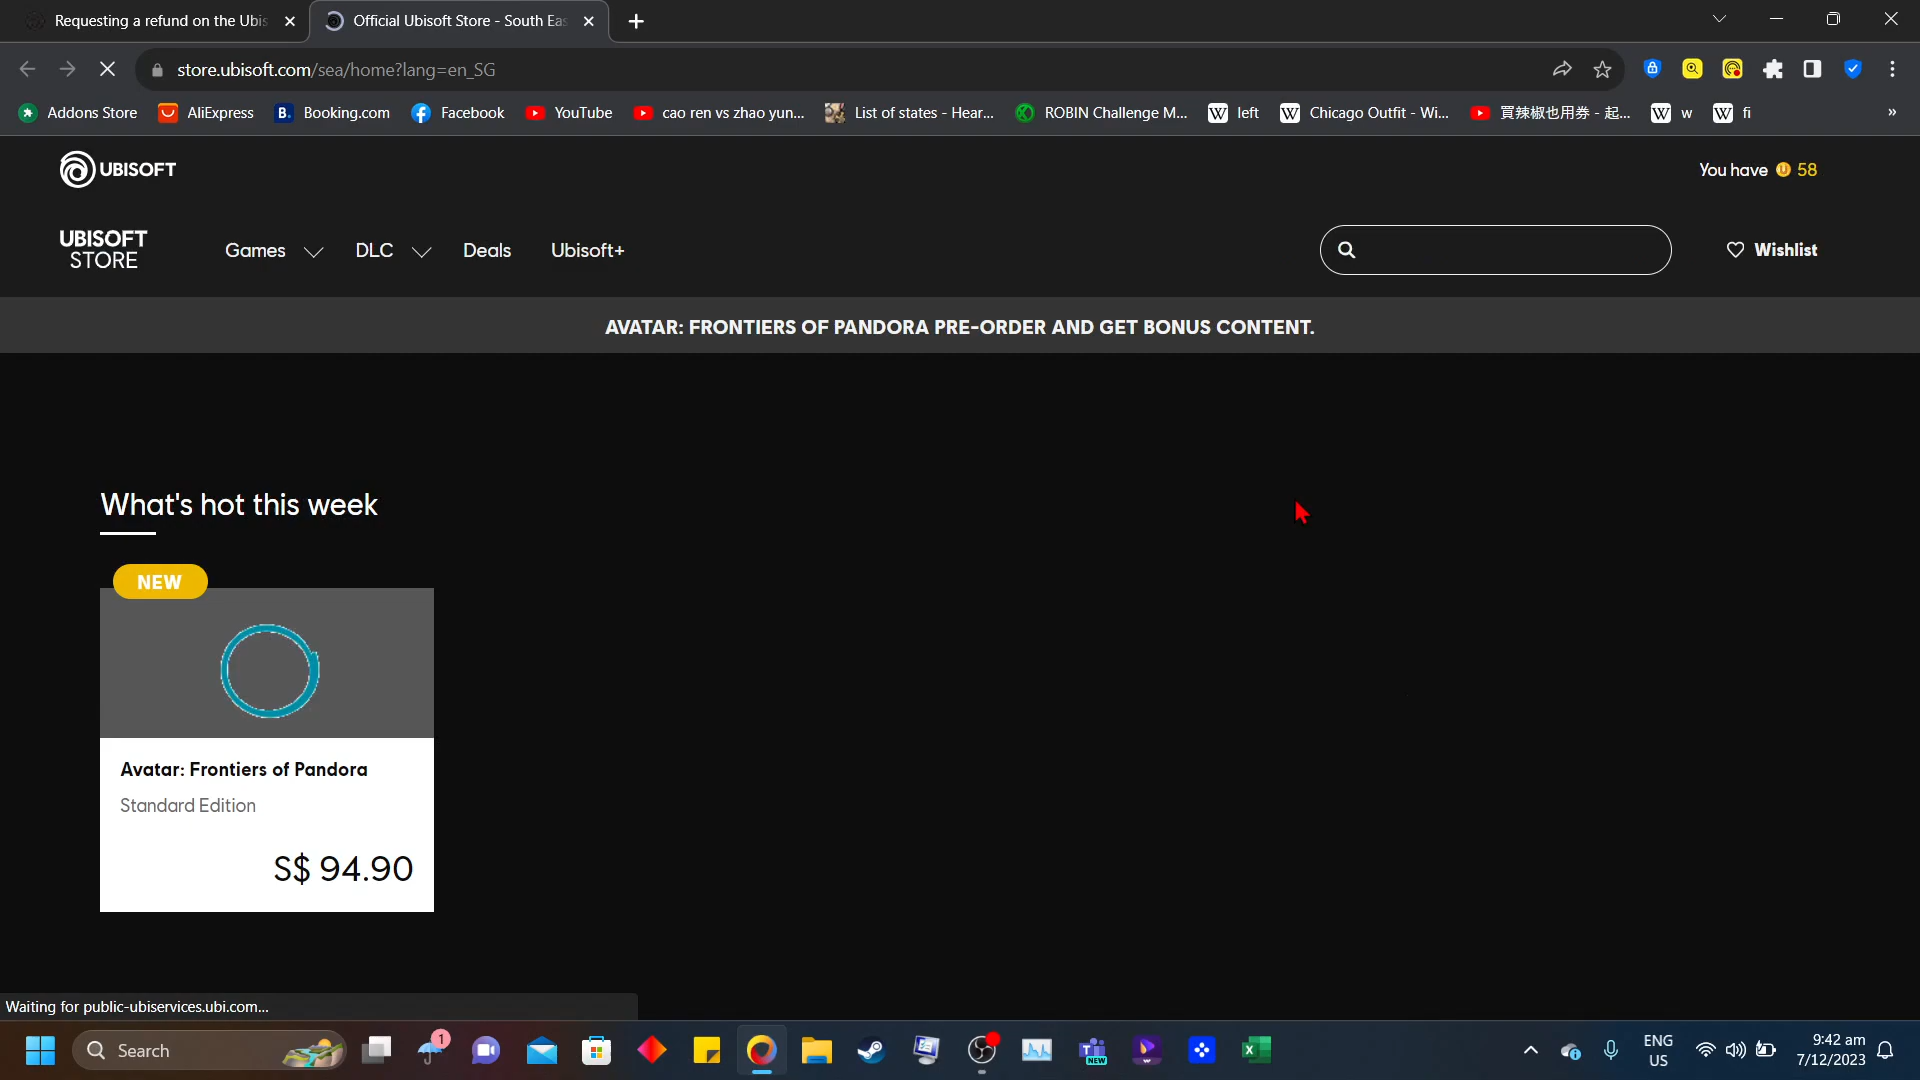 Requesting a refund on the Ubis
Official Ubisoft Store - South Eas
store.ubisoft.com/sea/home?lang=en_SG
Addons Store
AliExpress
B.
Booking.com
Facebook
YouTube
cao ren vs zhao yun...
List of states - Hear...
ROBIN Challenge M...
W
left
W
Chicago Outfit - Wi...
買辣椒也用券 - 起...
W
w
W
fi
»
UBISOFT
You have 58
UBISOFT
STORE
Games
DLC
Deals
Ubisoft+
Wishlist
AVATAR: FRONTIERS OF PANDORA PRE-ORDER AND GET BONUS CONTENT.
What's hot this week
NEW
Avatar: Frontiers of Pandora
Standard Edition
S$ 94.90
Waiting for public-ubiservices.ubi.com...
Search
1
NEW
ENG
US
9:42 am
7/12/2023